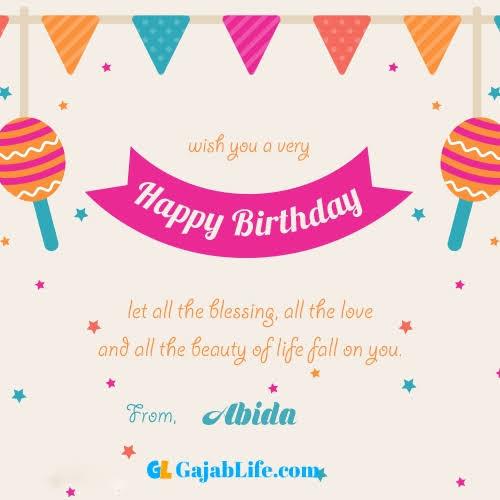 wish you a very
Happy Birthday
let all the blessing, all the love
and all the beauty of life fall on you.
From, Abida
GL GajabLife.com